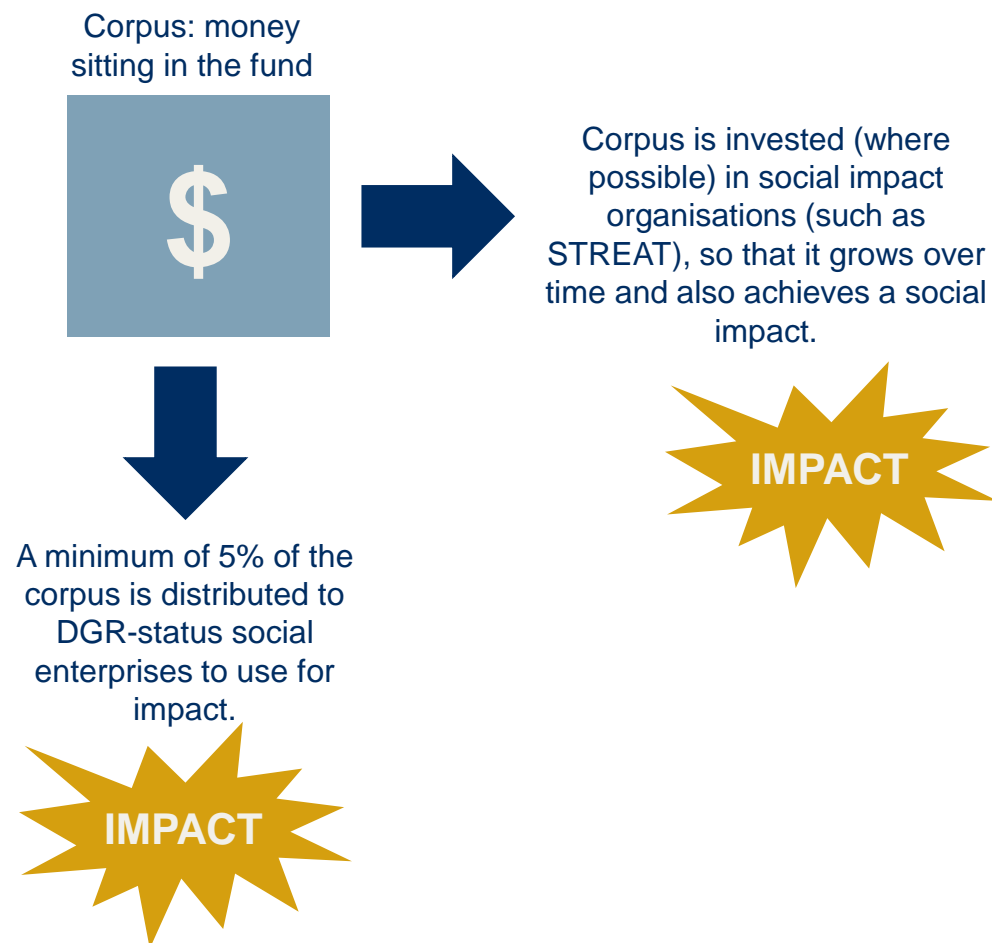 Corpus: money
sitting in the fund
$
Corpus is invested (where
possible) in social impact
organisations (such as
STREAT), so that it grows over
time and also achieves a social
impact.
IMPACT
A minimum of 5% of the
corpus is distributed to
DGR-status social
enterprises to use for
impact.
IMPACT